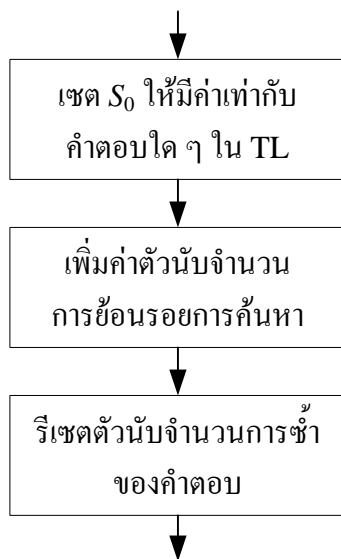 เซต S₀ ให้มีค่าเท่ากับ
คำตอบใด ๆ ใน TL
เพิ่มค่าตัวนับจำนวน
การย้อนรอยการค้นหา
รีเซตตัวนับจำนวนการซ้ำ
ของคำตอบ